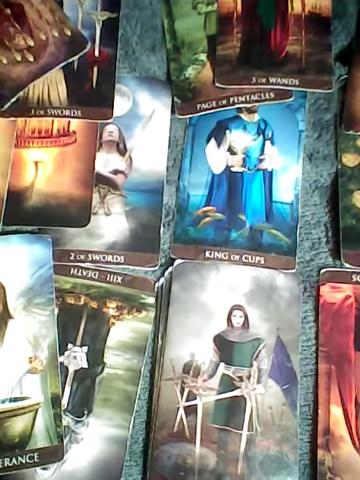 3 OF SWORDS
3 OF WANDS
PAGE OF PENTACLES
2 OF SWORDS
KING OF CUPS
XIII - DEATH
ERANCE